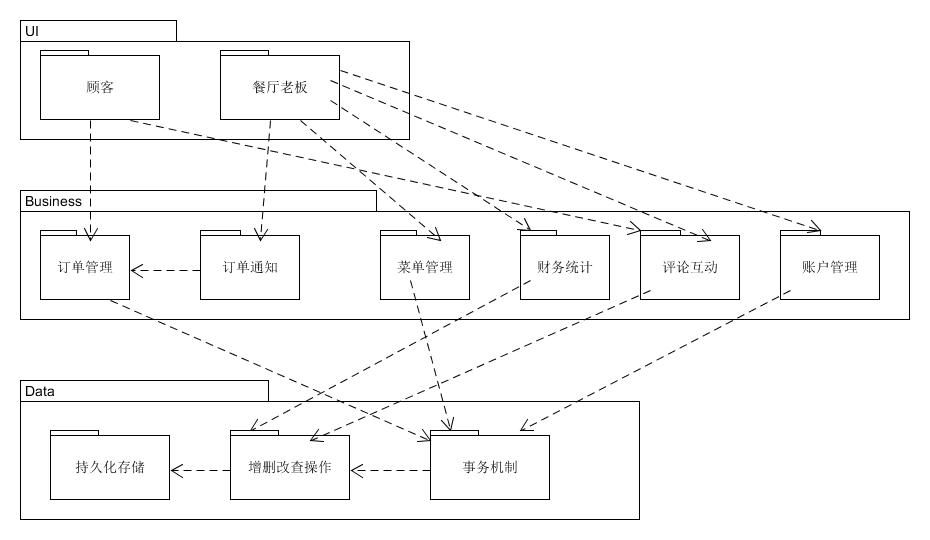 UI
顾客
餐厅老板
Business
订单管理
订单通知
菜单管理
财务统计
评论互动
账户管理
Data
持久化存储
增删改查操作
事务机制